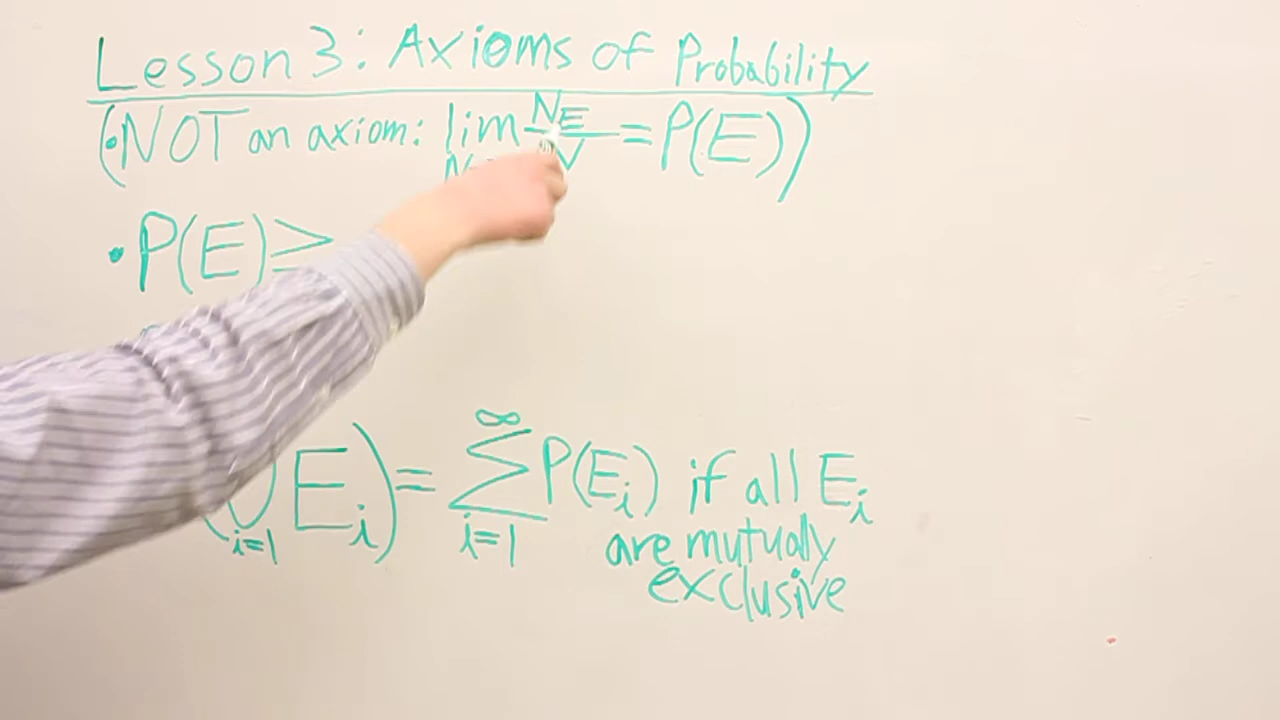 Lesson 3: Axioms of Probability
(•NOT an axiom: lim N_E = P(E))
N
• P(E) ≥
∞
E_i) = Σ P(E_i) if all E_i
i=1 i=1 are mutually
exclusive